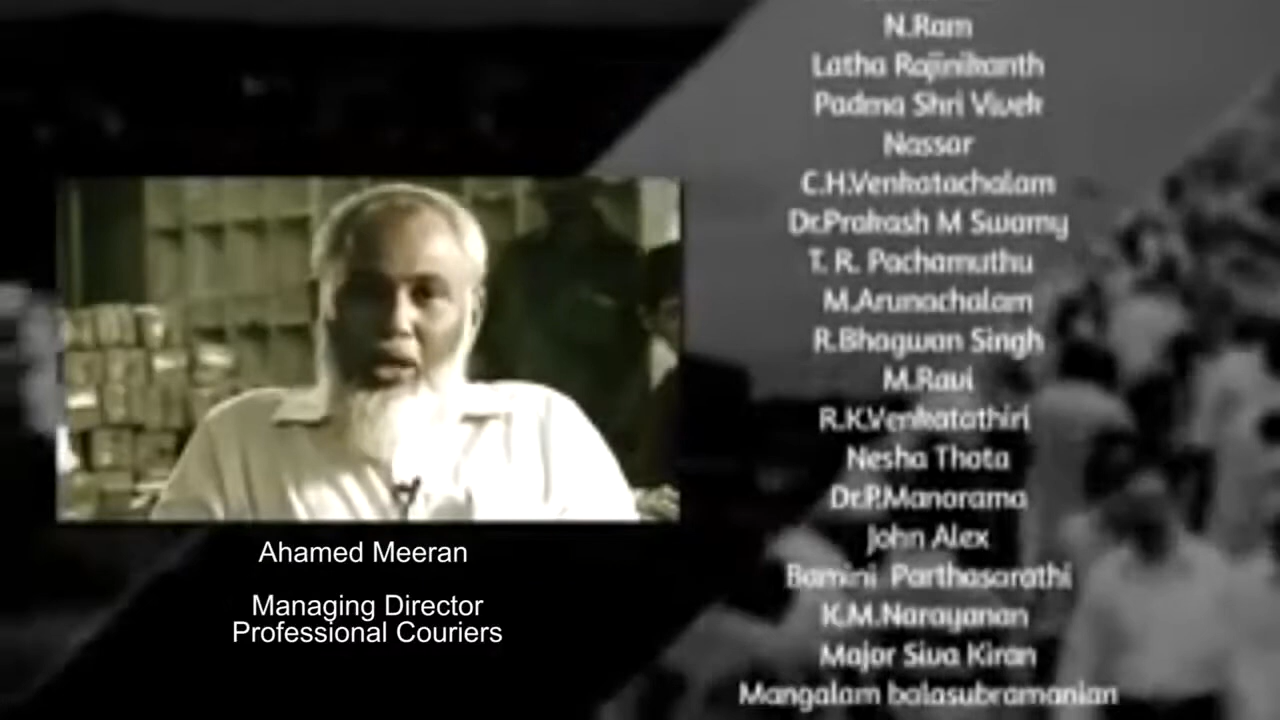 Ahamed Meeran
Managing Director
Professional Couriers
N.Ram
Latha Rajinikanth
Padma Shri Vivek
Nassar
C.H.Venkatachalam
Dr.Prakash M Swamy
T. R. Pachamuthu
M.Arunachalam
R.Bhagwan Singh
M.Ravi
R.K.Venkatathiri
Nesha Thota
Dr.P.Manorama
John Alex
Bamini Parthasarathi
K.M.Narayanan
Major Siva Kiran
Mangalam balasubramanian